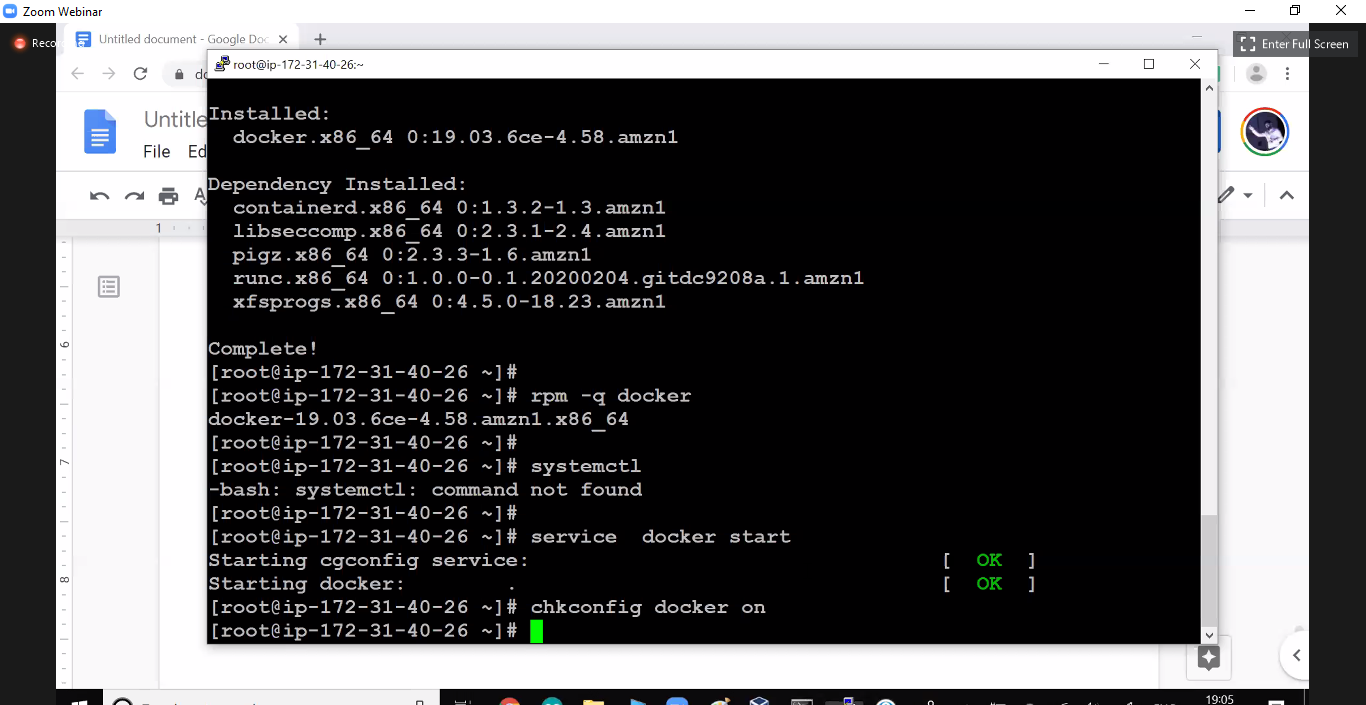 Zoom Webinar
Untitled document - Google Doc
Enter Full Screen
root@ip-172-31-40-26:~
File
Installed:
docker.x86_64 0:19.03.6ce-4.58.amzn1
Dependency Installed:
containerd.x86_64 0:1.3.2-1.3.amzn1
libseccomp.x86_64 0:2.3.1-2.4.amzn1
pigz.x86_64 0:2.3.3-1.6.amzn1
runc.x86_64 0:1.0.0-0.1.20200204.gitdc9208a.1.amzn1
xfsprogs.x86_64 0:4.5.0-18.23.amzn1
Complete!
[root@ip-172-31-40-26 ~]#
[root@ip-172-31-40-26 ~]# rpm -q docker
docker-19.03.6ce-4.58.amzn1.x86_64
[root@ip-172-31-40-26 ~]#
[root@ip-172-31-40-26 ~]# systemctl
-bash: systemctl: command not found
[root@ip-172-31-40-26 ~]#
[root@ip-172-31-40-26 ~]# service  docker start
Starting cgconfig service: [ OK ]
Starting docker: . [ OK ]
[root@ip-172-31-40-26 ~]# chkconfig docker on
[root@ip-172-31-40-26 ~]#
1
6
7
8
19:05